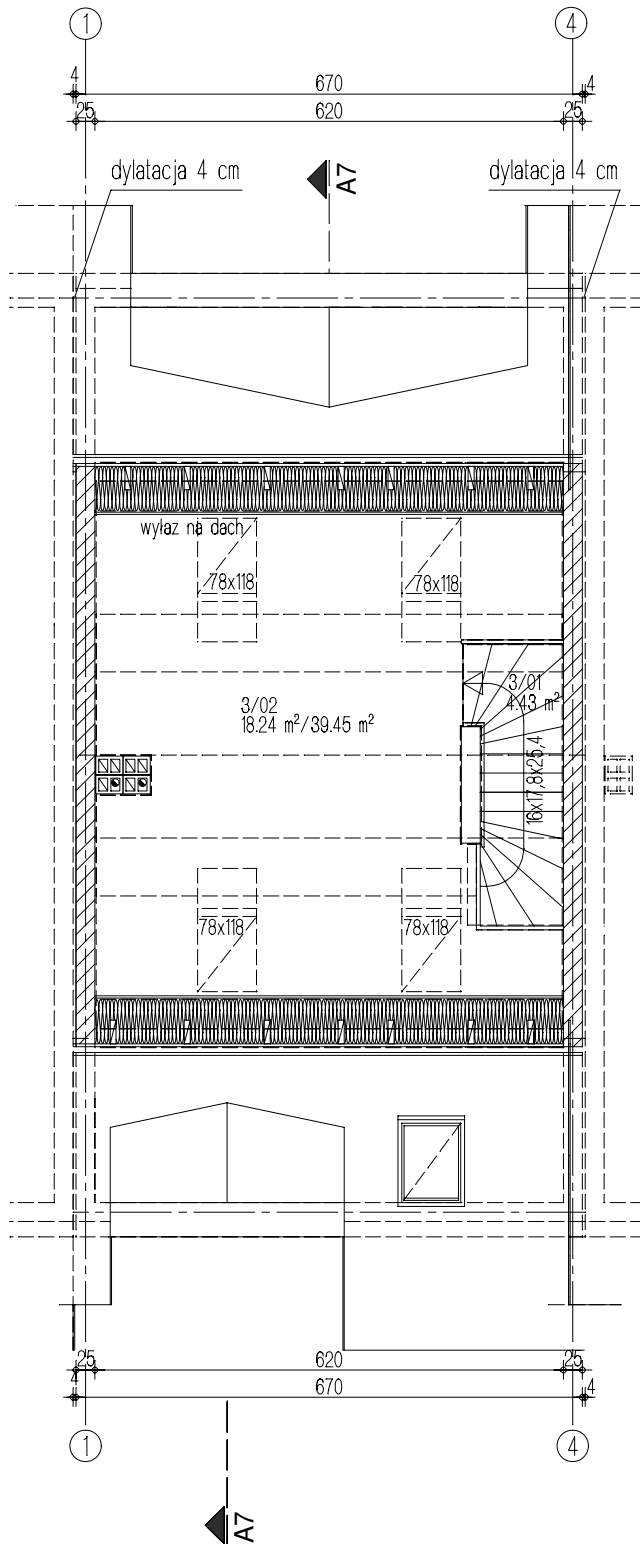 1
4
4
670
4
25
620
25
dylatacja 4 cm
A7
dylatacja 4 cm
wyłaz na dach
78x118
78x118
3/01
4.43 m²
3/02
18.24 m²/39.45 m²
16x17,8x25,4
78x118
78x118
25
620
25
4
670
4
1
4
A7